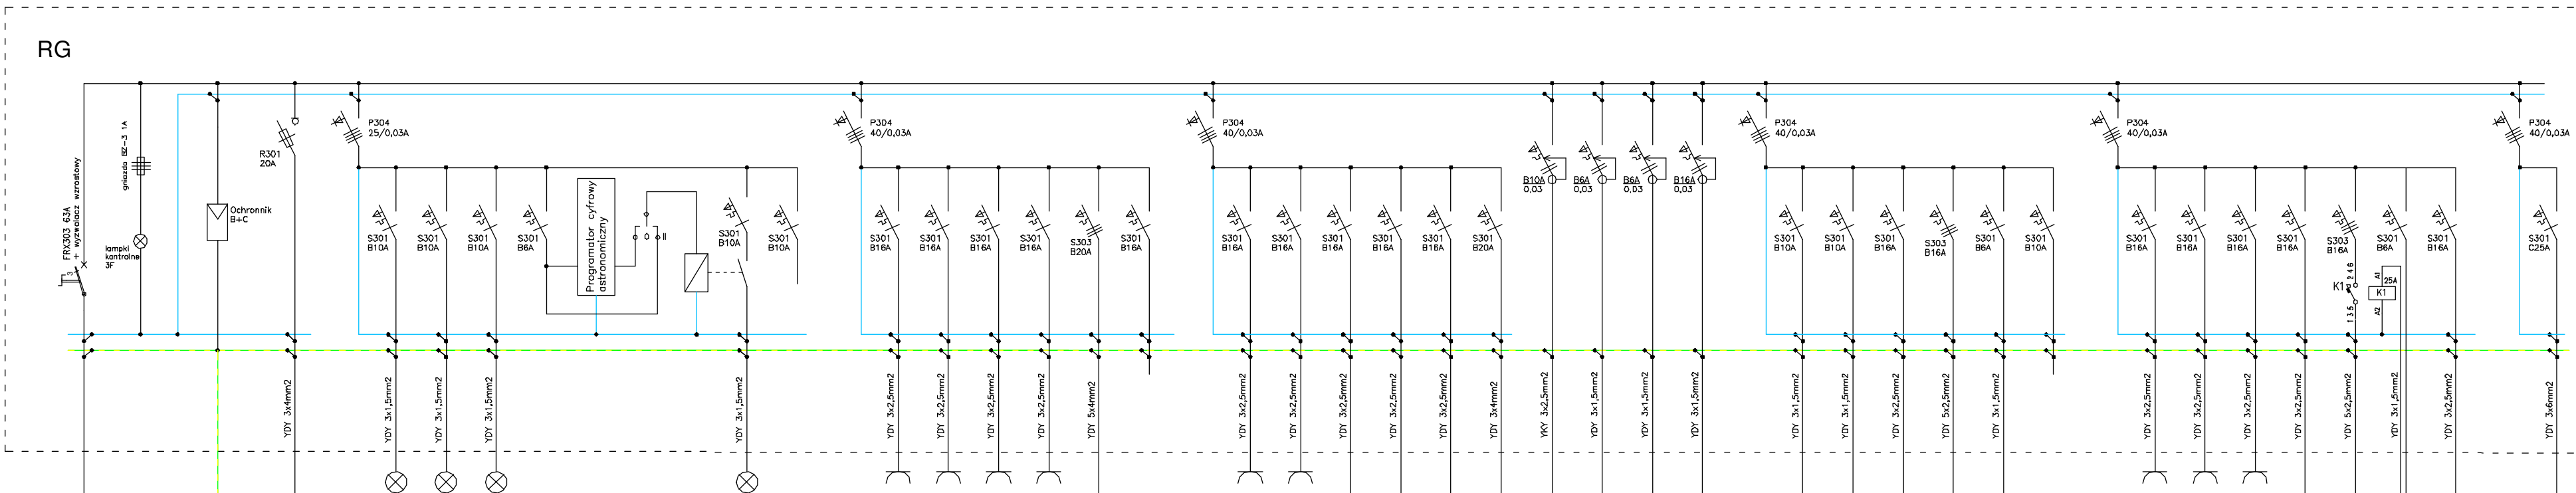 RG
FRX303 63A
+ wyzwalacz wzrostowy
3
gniazdo BZ-3 1A
lampki
kontrolne
3F
Ochronnik
B+C
R301
20A
YDY 3x4mm2
P304
25/0,03A
S301
B10A
S301
B10A
S301
B10A
S301
B6A
Programator cyfrowy
astronomiczny
I
0
II
S301
B10A
S301
B10A
YDY 3x1,5mm2
YDY 3x1,5mm2
YDY 3x1,5mm2
YDY 3x1,5mm2
P304
40/0,03A
S301
B16A
S301
B16A
S301
B16A
S301
B16A
S303
B20A
S301
B16A
YDY 3x2,5mm2
YDY 3x2,5mm2
YDY 3x2,5mm2
YDY 3x2,5mm2
YDY 5x4mm2
P304
40/0,03A
S301
B16A
S301
B16A
S301
B16A
S301
B16A
S301
B16A
S301
B20A
YDY 3x2,5mm2
YDY 3x2,5mm2
YDY 3x2,5mm2
YDY 3x2,5mm2
YDY 3x2,5mm2
YDY 3x4mm2
B10A
0,03
B6A
0,03
B6A
0,03
B16A
0,03
YKY 3x2,5mm2
YDY 3x1,5mm2
YDY 3x1,5mm2
YDY 3x1,5mm2
P304
40/0,03A
S301
B10A
S301
B10A
S301
B16A
S303
B16A
S301
B6A
S301
B10A
YDY 3x1,5mm2
YDY 3x1,5mm2
YDY 3x2,5mm2
YDY 5x2,5mm2
YDY 3x1,5mm2
P304
40/0,03A
S301
B16A
S301
B16A
S301
B16A
S301
B16A
S303
B16A
S301
B6A
S301
B16A
2 4 6
K1
1 3 5
A1
25A
K1
A2
YDY 3x2,5mm2
YDY 3x2,5mm2
YDY 3x2,5mm2
YDY 3x2,5mm2
YDY 5x2,5mm2
YDY 3x1,5mm2
YDY 3x2,5mm2
P304
40/0,03A
S301
C25A
YDY 3x6mm2